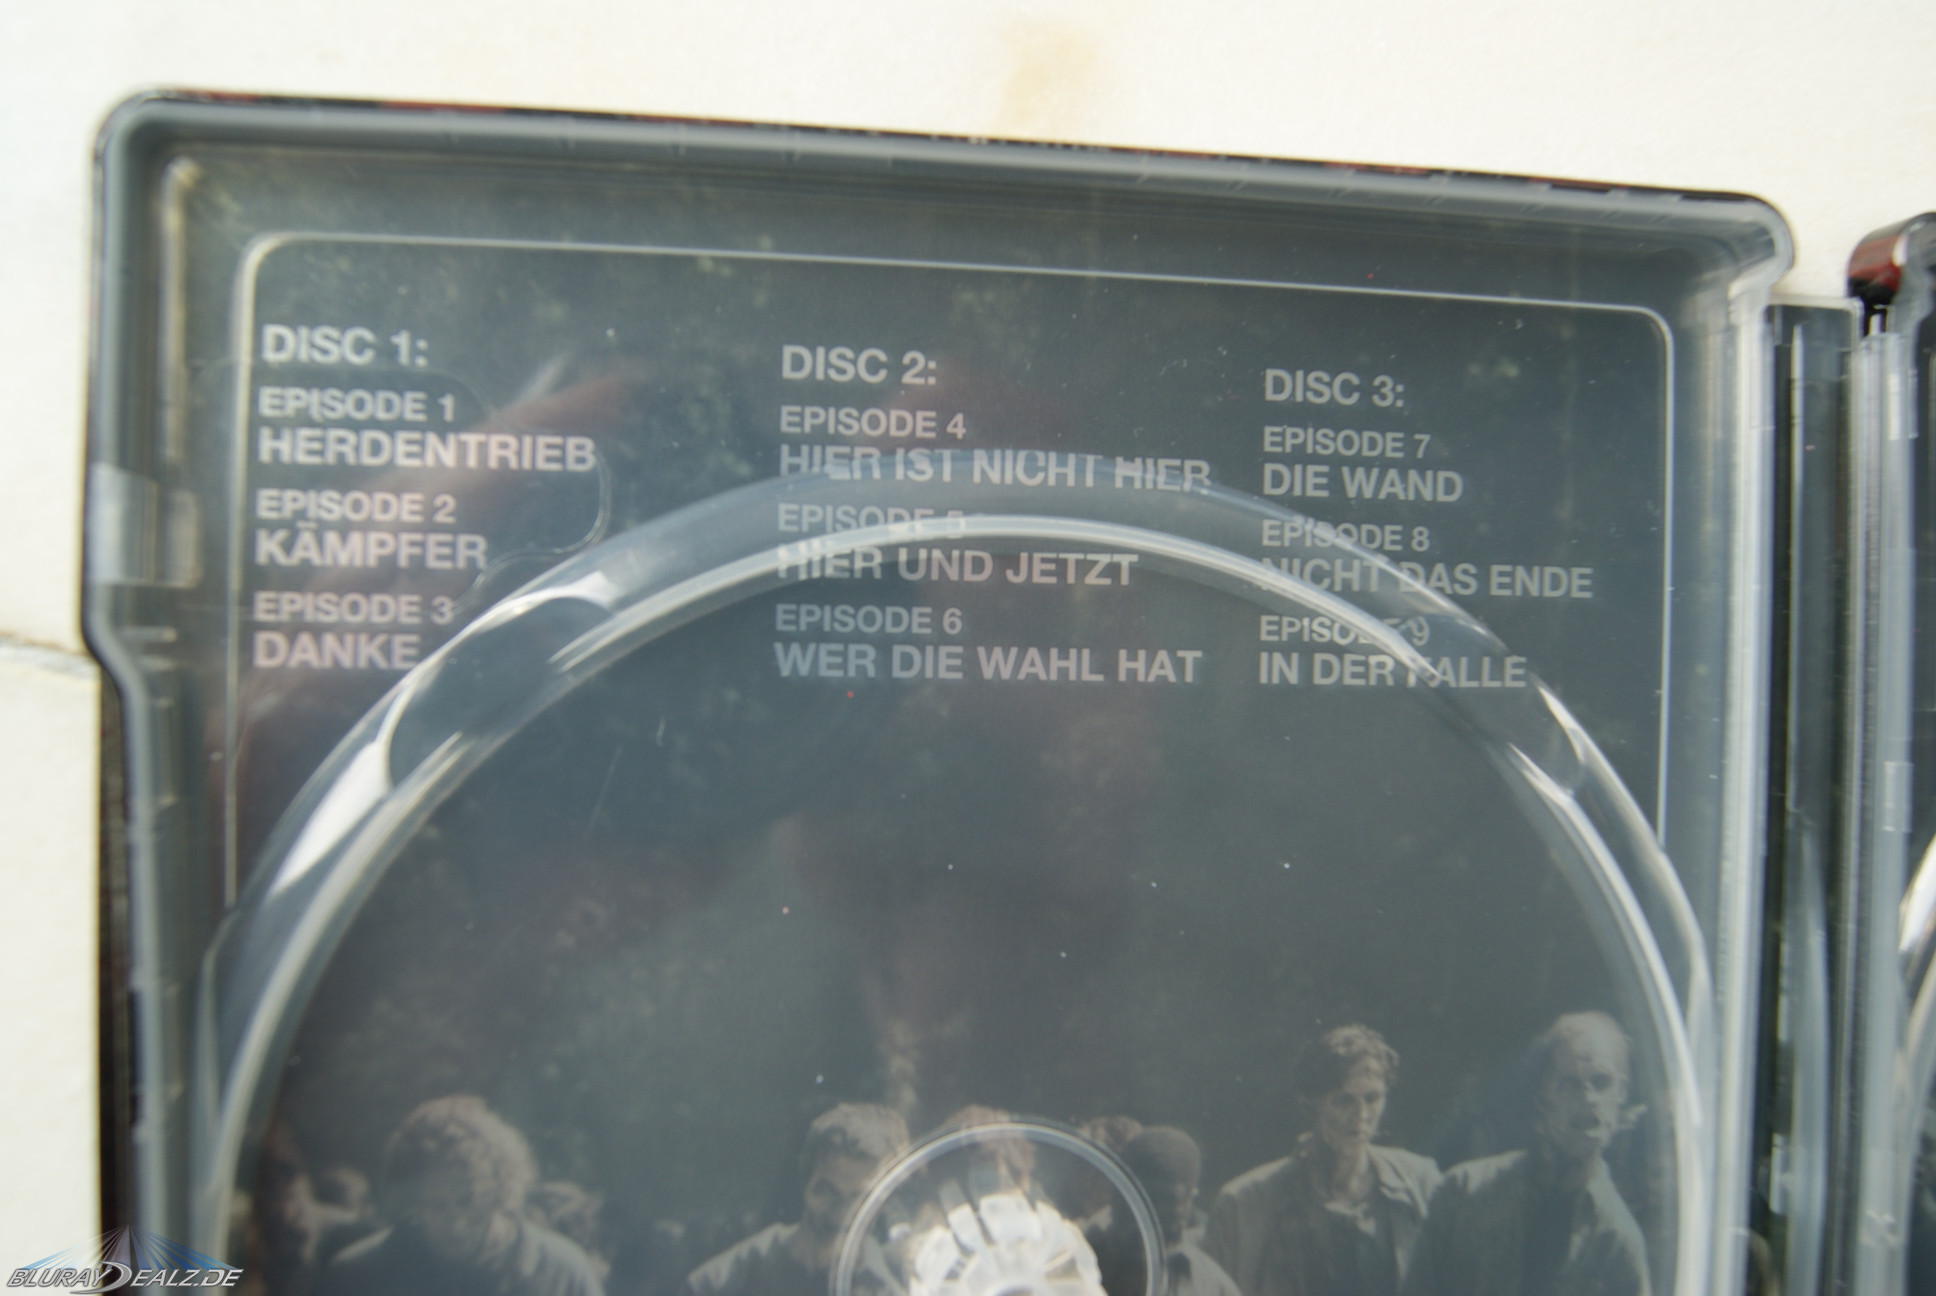 DISC 1:
EPISODE 1
HERDENTRIEB
EPISODE 2
KÄMPFER
EPISODE 3
DANKE
DISC 2:
EPISODE 4
HIER IST NICHT HIER
EPISODE 5
HIER UND JETZT
EPISODE 6
WER DIE WAHL HAT
DISC 3:
EPISODE 7
DIE WAND
EPISODE 8
NICHT DAS ENDE
EPISODE 9
IN DER FALLE
BLURAYDEALZ.DE